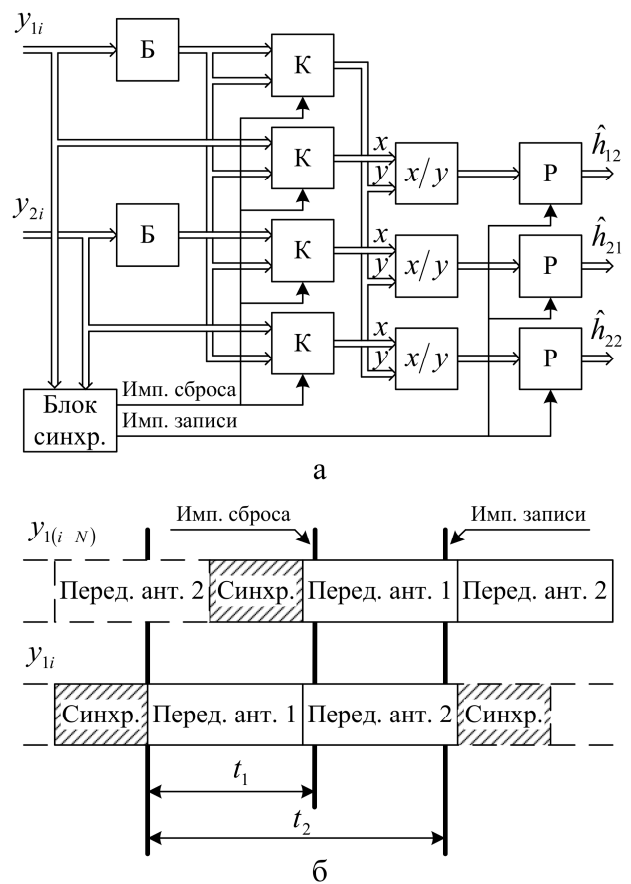 y1i
Б
К
К
x
y
x/y
Р
ĥ12
y2i
Б
К
x
y
x/y
Р
ĥ21
К
x
y
x/y
Р
ĥ22
Блок
синхр.
Имп. сброса
Имп. записи
а
y1(i N)
Имп. сброса
Имп. записи
Перед. ант. 2
Синхр.
Перед. ант. 1
Перед. ант. 2
y1i
Синхр.
Перед. ант. 1
Перед. ант. 2
Синхр.
t1
t2
б